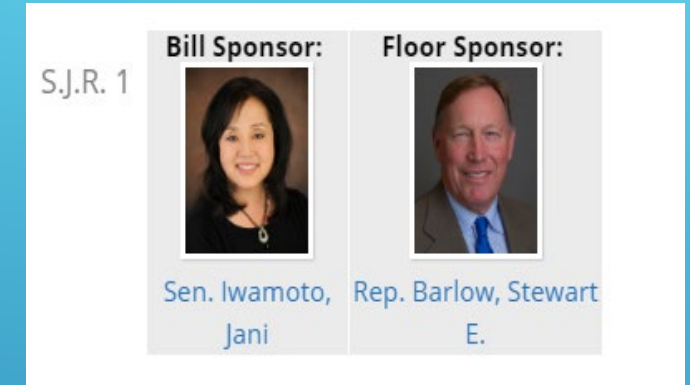 Bill Sponsor:
Floor Sponsor:
S.J.R. 1
Sen. Iwamoto,
Jani
Rep. Barlow, Stewart
E.